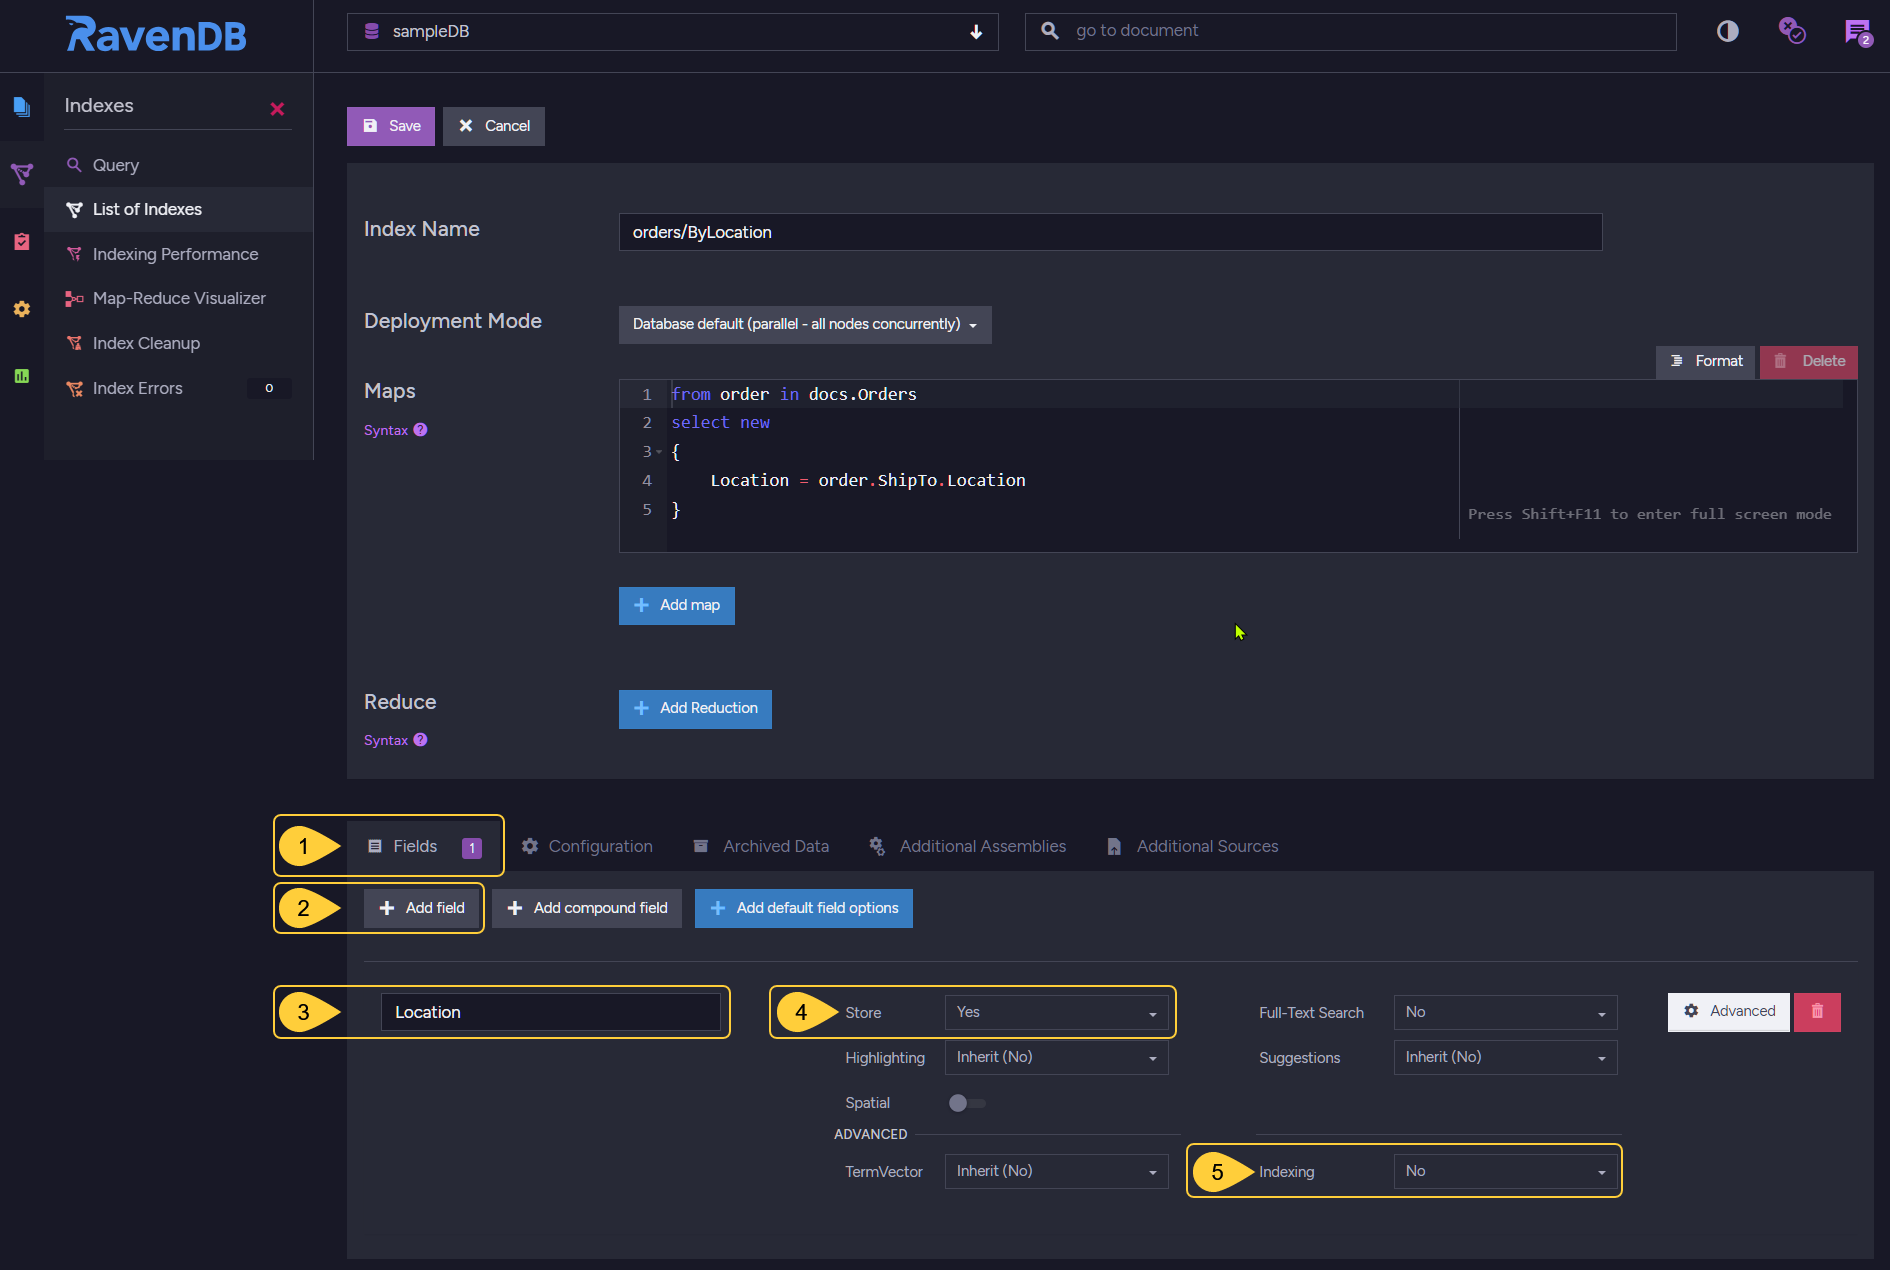 RavenDB
sampleDB
go to document
2
Indexes
Query
List of Indexes
Indexing Performance
Map-Reduce Visualizer
Index Cleanup
Index Errors 0
Save
Cancel
Index Name
orders/ByLocation
Deployment Mode
Database default (parallel - all nodes concurrently)
Format
Delete
Maps
Syntax ?
1 from order in docs.Orders
2 select new
3 {
4 Location = order.ShipTo.Location
5 }
Press Shift+F11 to enter full screen mode
Add map
Reduce
Syntax ?
Add Reduction
1 Fields 1
Configuration
Archived Data
Additional Assemblies
Additional Sources
2 Add field
Add compound field
Add default field options
3 Location
4 Store Yes
Full-Text Search No
Advanced
Highlighting Inherit (No)
Suggestions Inherit (No)
Spatial
ADVANCED
TermVector Inherit (No)
5 Indexing No